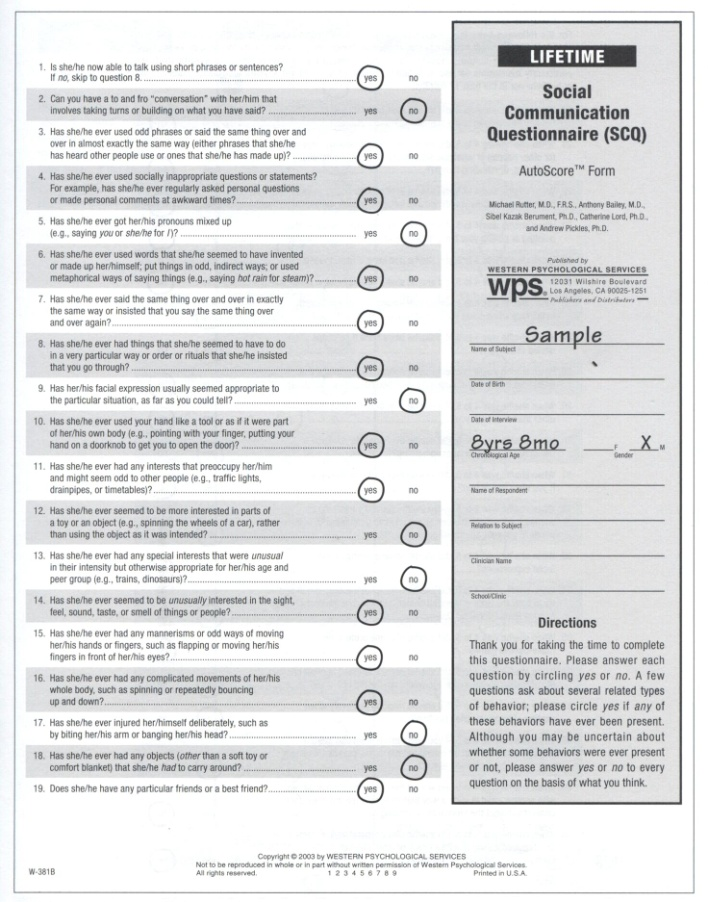 1. Is she/he now able to talk using short phrases or sentences?
If no, skip to question 8. yes no
2. Can you have a to and fro "conversation" with her/him that
involves taking turns or building on what you have said? yes no
3. Has she/he ever used odd phrases or said the same thing over and
over in almost exactly the same way (either phrases that she/he
has heard other people use or ones that she/he has made up)? yes no
4. Has she/he ever used socially inappropriate questions or statements?
For example, has she/he ever regularly asked personal questions
or made personal comments at awkward times? yes no
5. Has she/he ever got her/his pronouns mixed up
(e.g., saying you or she/he for I)? yes no
6. Has she/he ever used words that she/he seemed to have invented
or made up her/himself; put things in odd, indirect ways; or used
metaphorical ways of saying things (e.g., saying hot rain for steam)? yes no
7. Has she/he ever said the same thing over and over in exactly
the same way or insisted that you say the same thing over
and over again? yes no
8. Has she/he ever had things that she/he seemed to have to do
in a very particular way or order or rituals that she/he insisted
that you go through? yes no
9. Has her/his facial expression usually seemed appropriate to
the particular situation, as far as you could tell? yes no
10. Has she/he ever used your hand like a tool or as if it were part
of her/his own body (e.g., pointing with your finger, putting your
hand on a doorknob to get you to open the door)? yes no
11. Has she/he ever had any interests that preoccupy her/him
and might seem odd to other people (e.g., traffic lights,
drainpipes, or timetables)? yes no
12. Has she/he ever seemed to be more interested in parts of
a toy or an object (e.g., spinning the wheels of a car), rather
than using the object as it was intended? yes no
13. Has she/he ever had any special interests that were unusual
in their intensity but otherwise appropriate for her/his age and
peer group (e.g., trains, dinosaurs)? yes no
14. Has she/he ever seemed to be unusually interested in the sight,
feel, sound, taste, or smell of things or people? yes no
15. Has she/he ever had any mannerisms or odd ways of moving
her/his hands or fingers, such as flapping or moving her/his
fingers in front of her/his eyes? yes no
16. Has she/he ever had any complicated movements of her/his
whole body, such as spinning or repeatedly bouncing
up and down? yes no
17. Has she/he ever injured her/himself deliberately, such as
by biting her/his arm or banging her/his head? yes no
18. Has she/he ever had any objects (other than a soft toy or
comfort blanket) that she/he had to carry around? yes no
19. Does she/he have any particular friends or a best friend? yes no
LIFETIME
Social
Communication
Questionnaire (SCQ)
AutoScore™ Form
Michael Rutter, M.D., F.R.S., Anthony Bailey, M.D.,
Sibel Kazak Berument, Ph.D., Catherine Lord, Ph.D.,
and Andrew Pickles, Ph.D.
Published by
WESTERN PSYCHOLOGICAL SERVICES
wps® 12031 Wilshire Boulevard
Los Angeles, CA 90025-1251
Publishers and Distributors
Sample
Name of Subject
Date of Birth
Date of Interview
8yrs 8mo F X M
Chronological Age Gender
Name of Respondent
Relation to Subject
Clinician Name
School/Clinic
Directions
Thank you for taking the time to complete
this questionnaire. Please answer each
question by circling yes or no. A few
questions ask about several related types
of behavior; please circle yes if any of
these behaviors have ever been present.
Although you may be uncertain about
whether some behaviors were ever present
or not, please answer yes or no to every
question on the basis of what you think.
Copyright © 2003 by WESTERN PSYCHOLOGICAL SERVICES
Not to be reproduced in whole or in part without written permission of Western Psychological Services.
W-381B All rights reserved. 1 2 3 4 5 6 7 8 9 Printed in U.S.A.